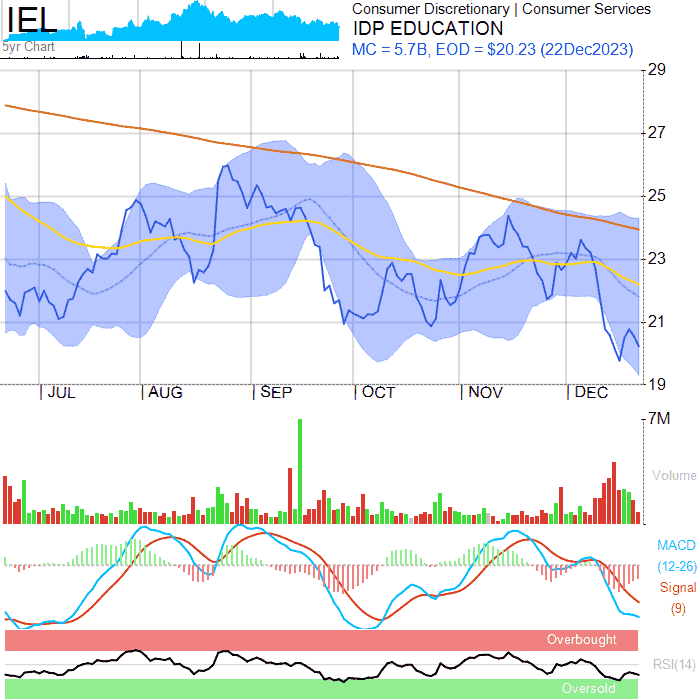 IEL
5yr Chart
Consumer Discretionary | Consumer Services
IDP EDUCATION
MC = 5.7B, EOD = $20.23 (22Dec2023)
29
27
25
23
21
19
| JUL | AUG | SEP | OCT | NOV | DEC
7M
Volume
MACD
(12-26)
Signal
(9)
Overbought
RSI(14)
Oversold